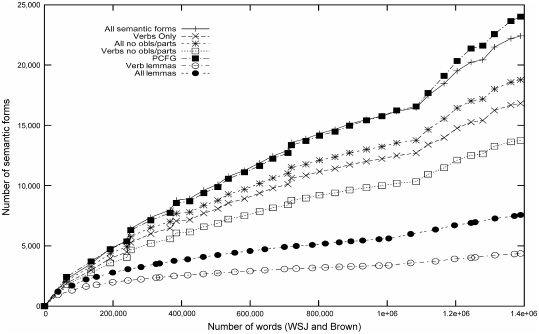 25,000
20,000
15,000
10,000
5,000
0
Number of semantic forms
All semantic forms
Verbs Only
All no obls/parts
Verbs no obls/parts
PCFG
Verb lemmas
All lemmas
0 200,000 400,000 600,000 800,000 1e+06 1.2e+06 1.4e+06
Number of words (WSJ and Brown)